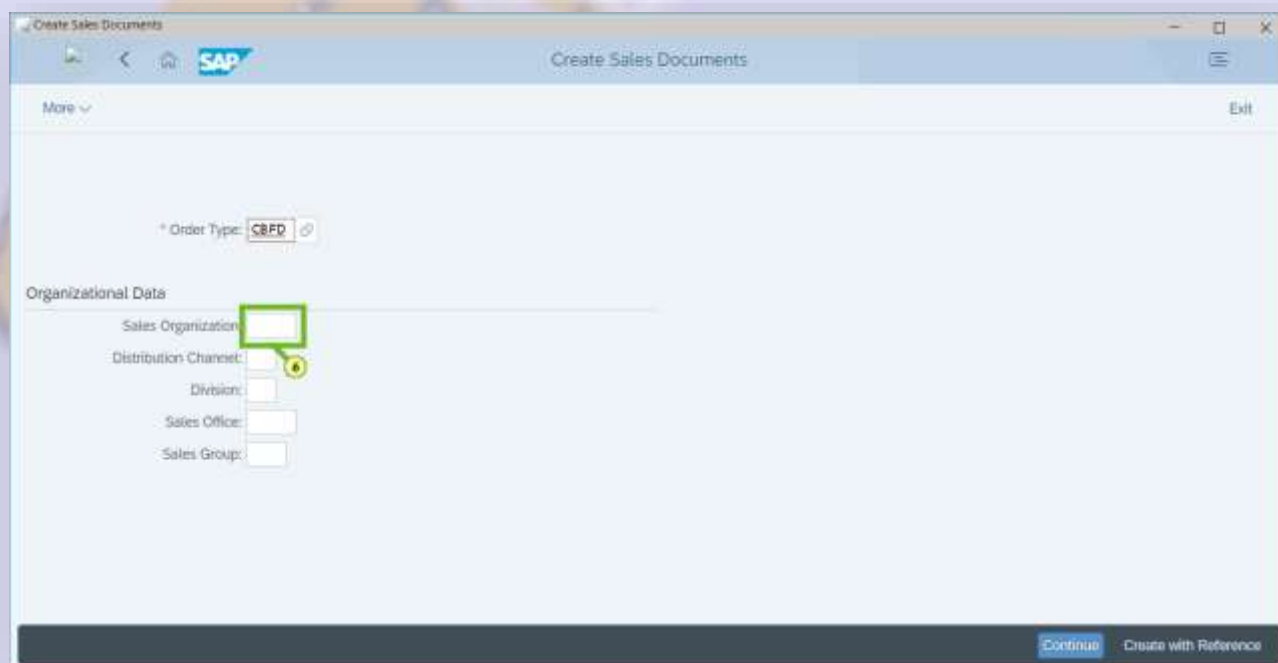 Create Sales Documents
SAP
Create Sales Documents
More
Exit
* Order Type: CBFD
Organizational Data
Sales Organization
Distribution Channel:
6
Division:
Sales Office:
Sales Group:
Continue
Create with Reference